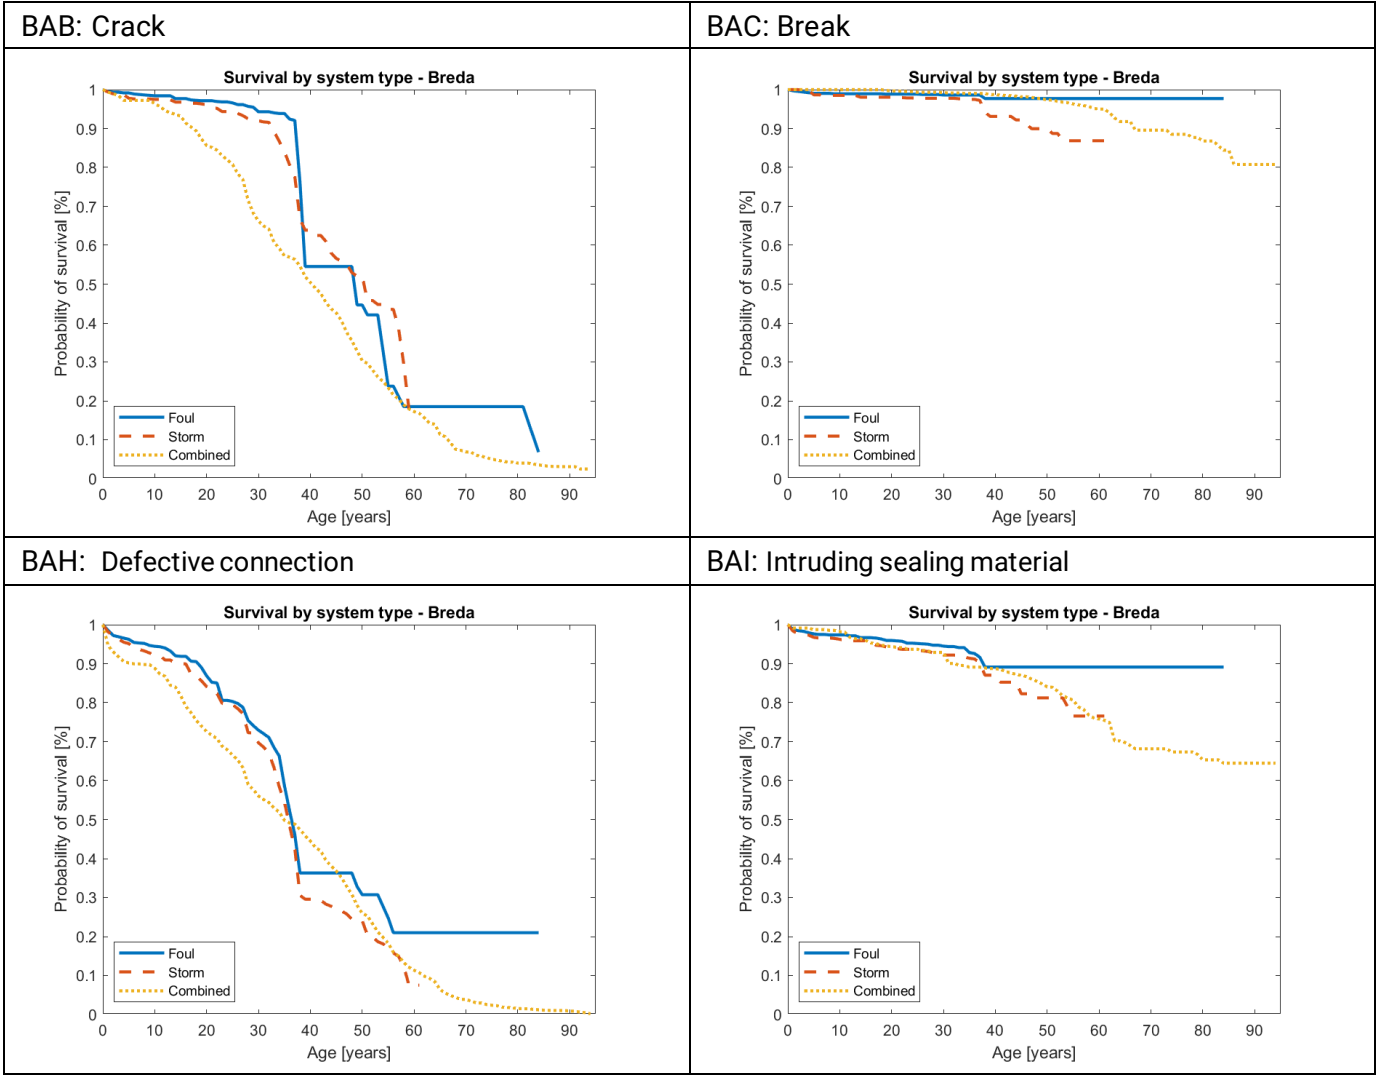 BAB: Crack
BAC: Break
Survival by system type - Breda
1
0.9
0.8
0.7
0.6
0.5
0.4
0.3
0.2
0.1
0
Probability of survival [%]
Foul
Storm
Combined
0 10 20 30 40 50 60 70 80 90
Age [years]
Survival by system type - Breda
1
0.9
0.8
0.7
0.6
0.5
0.4
0.3
0.2
0.1
0
Probability of survival [%]
Foul
Storm
Combined
0 10 20 30 40 50 60 70 80 90
Age [years]
BAH: Defective connection
BAI: Intruding sealing material
Survival by system type - Breda
1
0.9
0.8
0.7
0.6
0.5
0.4
0.3
0.2
0.1
0
Probability of survival [%]
Foul
Storm
Combined
0 10 20 30 40 50 60 70 80 90
Age [years]
Survival by system type - Breda
1
0.9
0.8
0.7
0.6
0.5
0.4
0.3
0.2
0.1
0
Probability of survival [%]
Foul
Storm
Combined
0 10 20 30 40 50 60 70 80 90
Age [years]